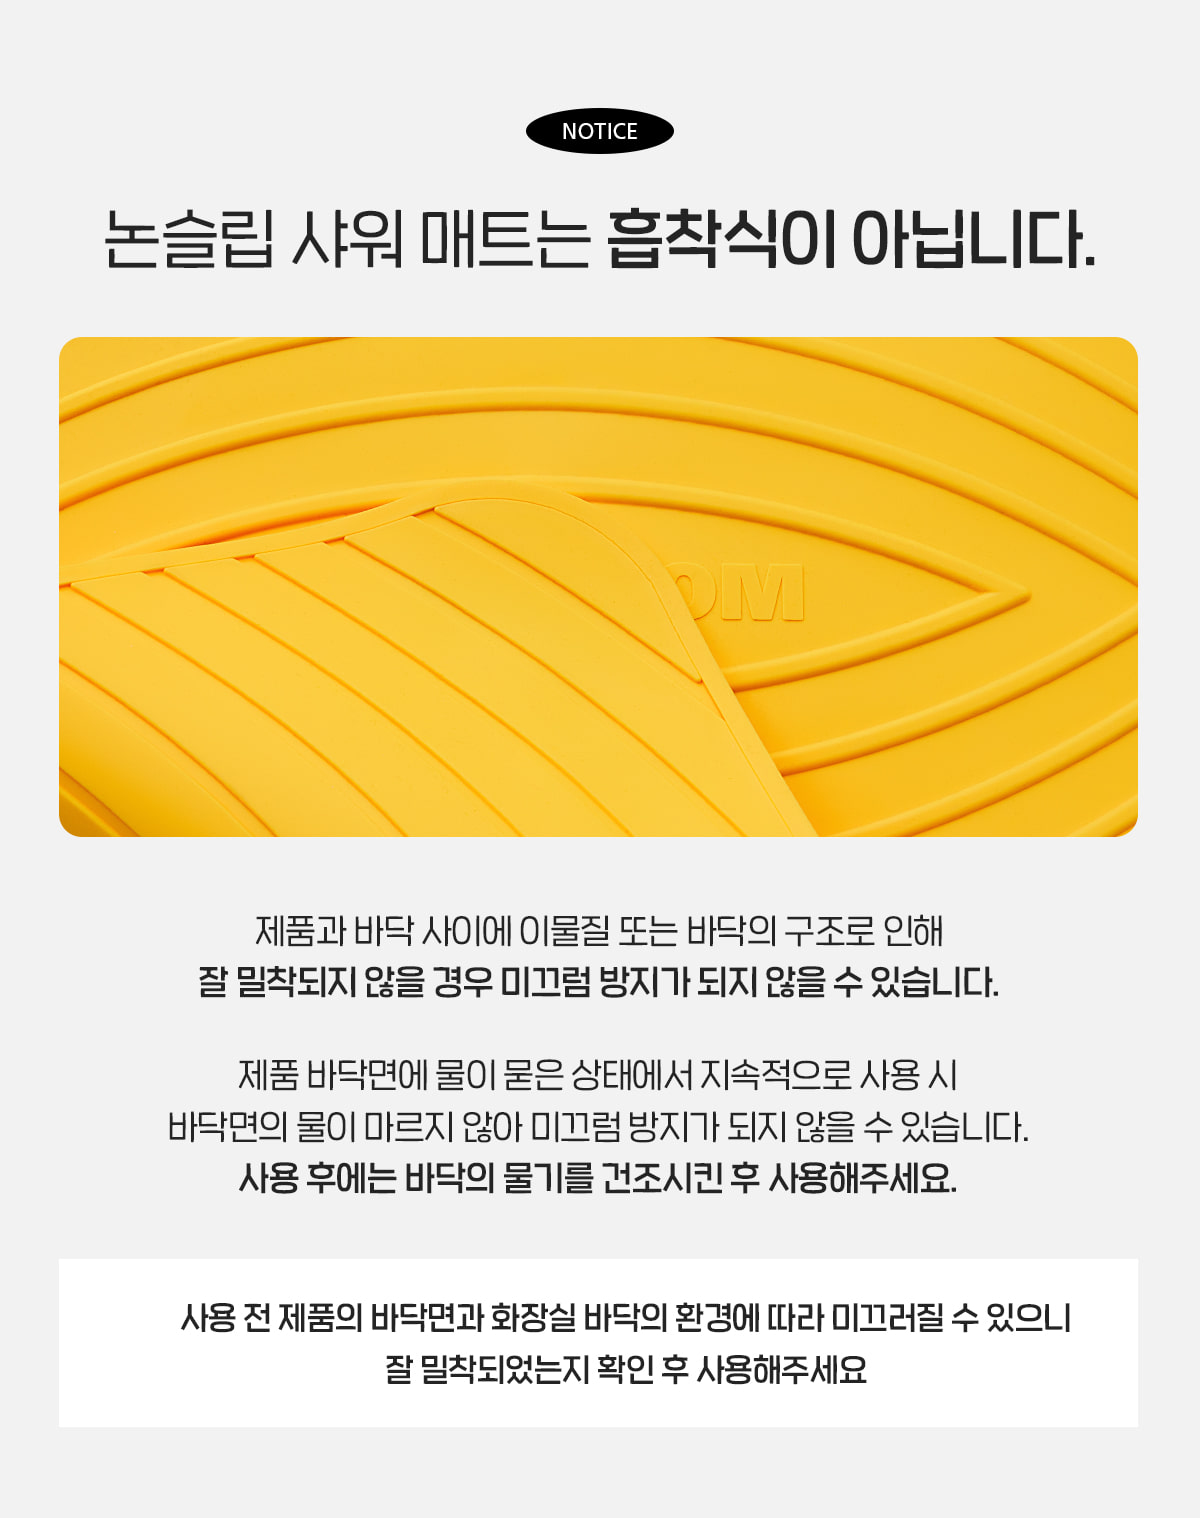 NOTICE
논슬립 샤워 매트는 흡착식이 아닙니다.
OM
제품과 바닥 사이에 이물질 또는 바닥의 구조로 인해
잘 밀착되지 않을 경우 미끄럼 방지가 되지 않을 수 있습니다.
제품 바닥면에 물이 묻은 상태에서 지속적으로 사용 시
바닥면의 물이 마르지 않아 미끄럼 방지가 되지 않을 수 있습니다.
사용 후에는 바닥의 물기를 건조시킨 후 사용해주세요.
사용 전 제품의 바닥면과 화장실 바닥의 환경에 따라 미끄러질 수 있으니
잘 밀착되었는지 확인 후 사용해주세요